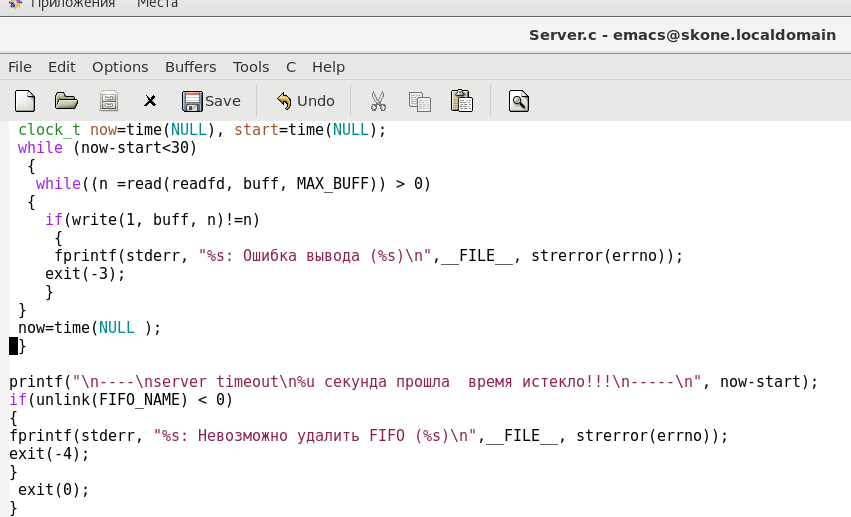 Приложения Места
Server.c - emacs@skone.localdomain
File Edit Options Buffers Tools C Help
Save Undo
clock_t now=time(NULL), start=time(NULL);
while (now-start<30)
{
while((n =read(readfd, buff, MAX_BUFF)) > 0)
{
if(write(1, buff, n)!=n)
{
fprintf(stderr, "%s: Ошибка вывода (%s)\n",__FILE__, strerror(errno));
exit(-3);
}
}
now=time(NULL );
}
printf("\n----\nserver timeout\n%u секунда прошла  время истекло!!!\n-----\n", now-start);
if(unlink(FIFO_NAME) < 0)
{
fprintf(stderr, "%s: Невозможно удалить FIFO (%s)\n",__FILE__, strerror(errno));
exit(-4);
}
exit(0);
}